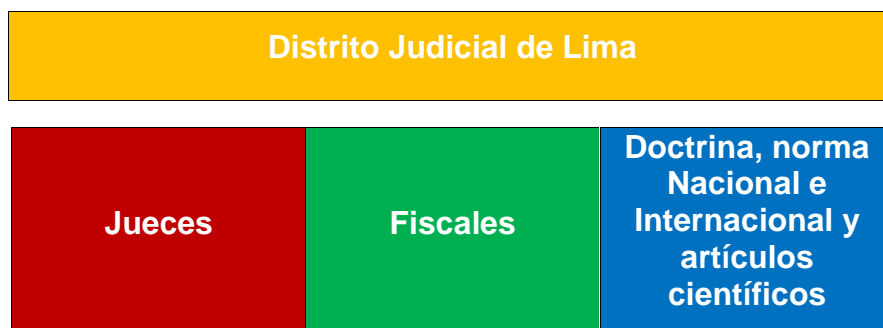 Distrito Judicial de Lima
Jueces
Fiscales
Doctrina, norma
Nacional e
Internacional y
artículos
científicos